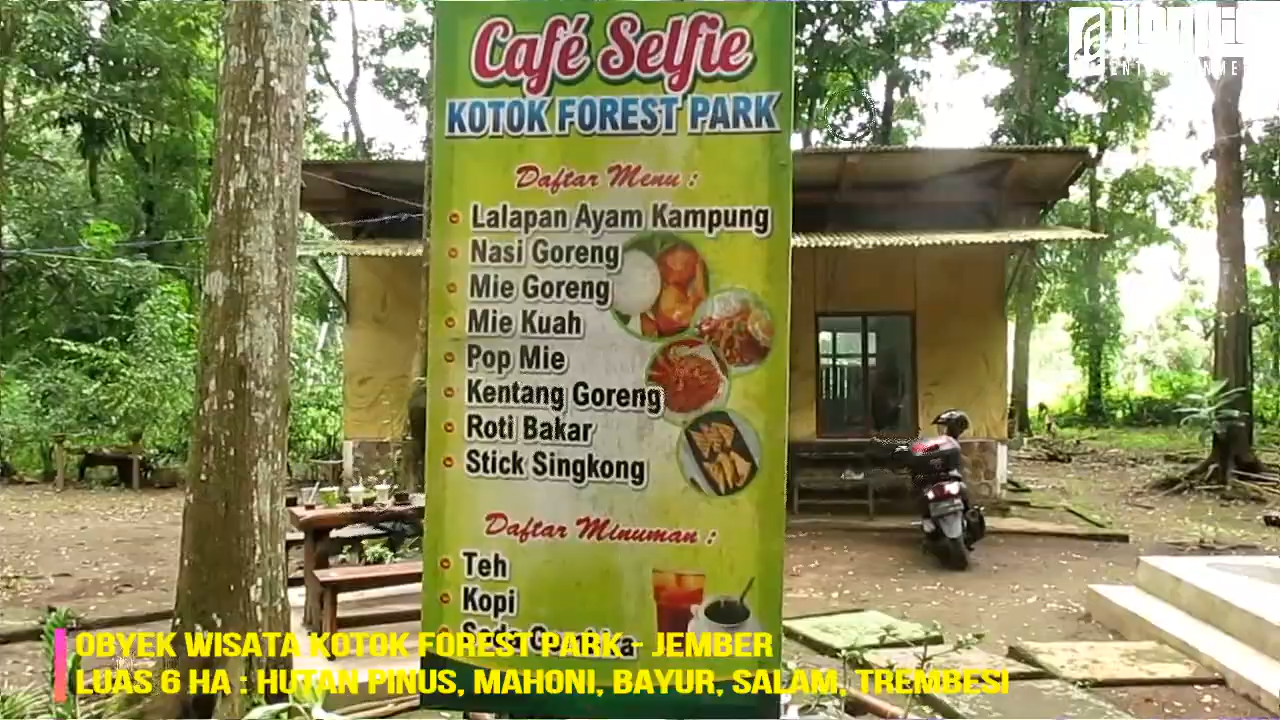 Café Selfie
KOTOK FOREST PARK
Daftar Menu :
Lalapan Ayam Kampung
Nasi Goreng
Mie Goreng
Mie Kuah
Pop Mie
Kentang Goreng
Roti Bakar
Stick Singkong
Daftar Minuman :
Teh
Kopi
OBYEK WISATA KOTOK FOREST PARK - JEMBER
LUAS 6 HA : HUTAN PINUS, MAHONI, BAYUR, SALAM, TREMBESI